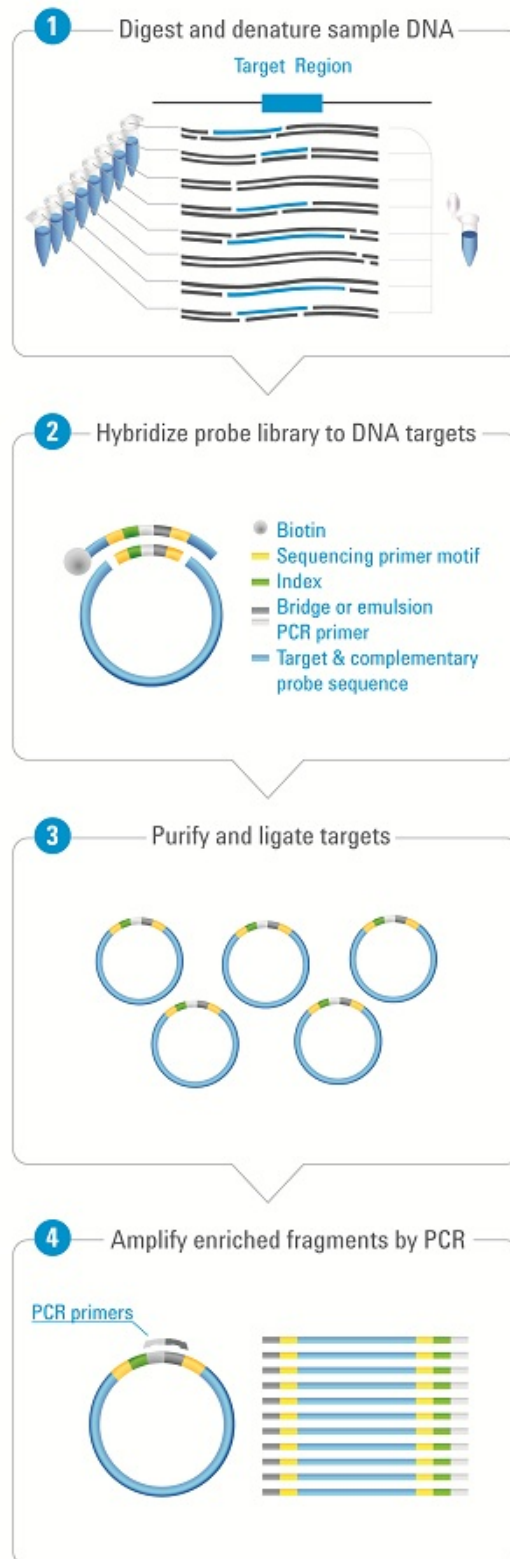 1 Digest and denature sample DNA
Target Region
2 Hybridize probe library to DNA targets
Biotin
Sequencing primer motif
Index
Bridge or emulsion
PCR primer
Target & complementary
probe sequence
3 Purify and ligate targets
4 Amplify enriched fragments by PCR
PCR primers